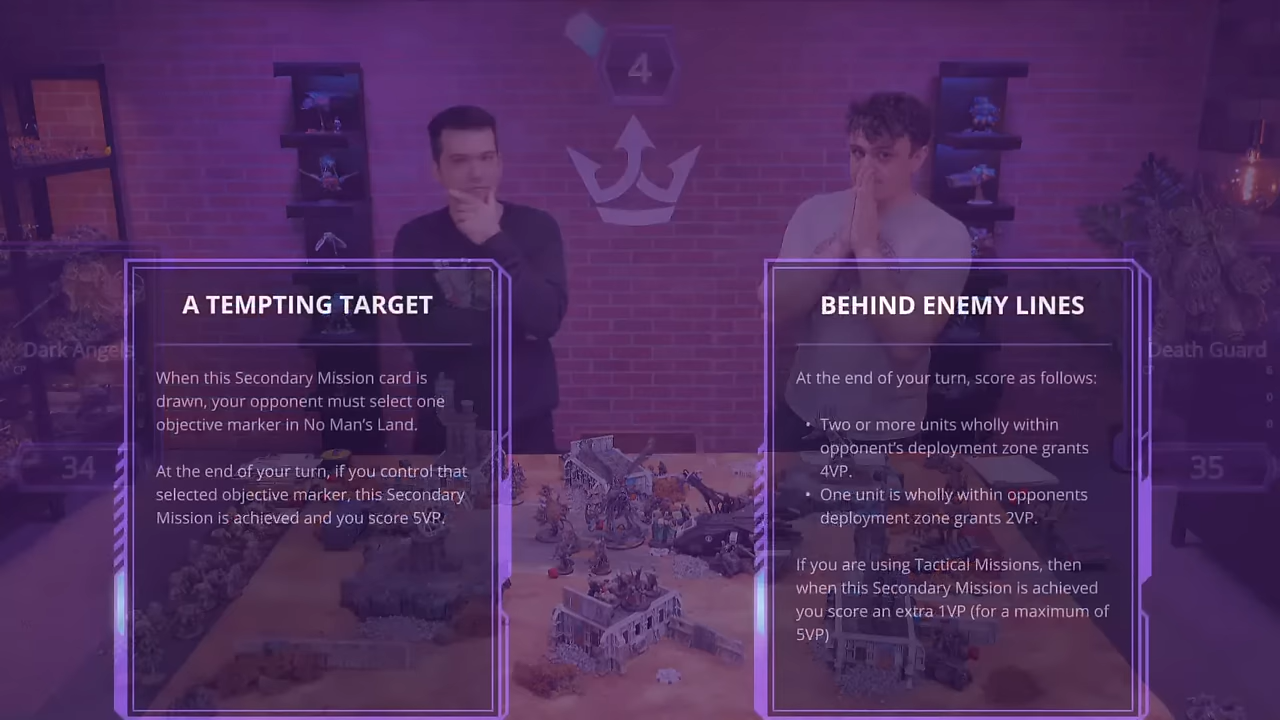 4
A TEMPTING TARGET
When this Secondary Mission card is
drawn, your opponent must select one
objective marker in No Man's Land.
At the end of your turn, if you control that
selected objective marker, this Secondary
Mission is achieved and you score 5VP.
BEHIND ENEMY LINES
At the end of your turn, score as follows:
• Two or more units wholly within
opponent's deployment zone grants
4VP.
• One unit is wholly within opponents
deployment zone grants 2VP.
If you are using Tactical Missions, then
when this Secondary Mission is achieved
you score an extra 1VP (for a maximum of
5VP)
Dark Angels
CP
34
Death Guard
35